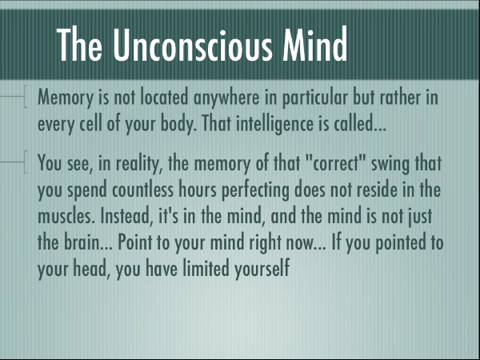 The Unconscious Mind
Memory is not located anywhere in particular but rather in
every cell of your body. That intelligence is called...
You see, in reality, the memory of that "correct" swing that
you spend countless hours perfecting does not reside in the
muscles. Instead, it's in the mind, and the mind is not just
the brain... Point to your mind right now... If you pointed to
your head, you have limited yourself